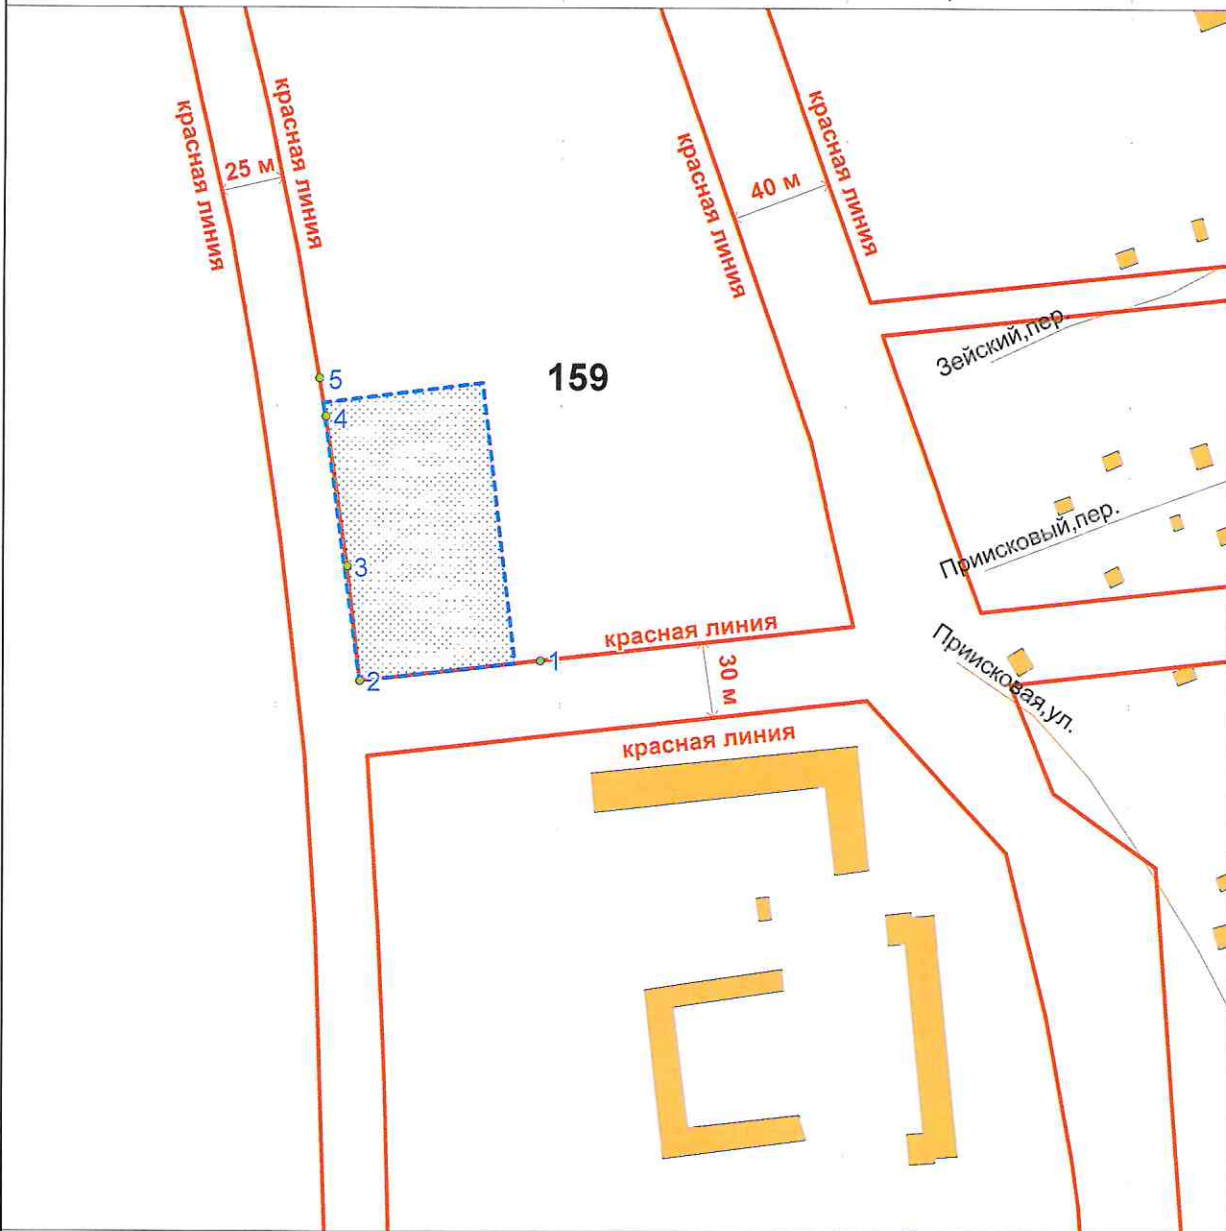 красная линия
красная линия
25 м
красная линия
красная линия
40 м
Зейский,пер.
159
5
4
Приисковый,пер.
3
красная линия
1
Приисковая,ул.
2
30 м
красная линия